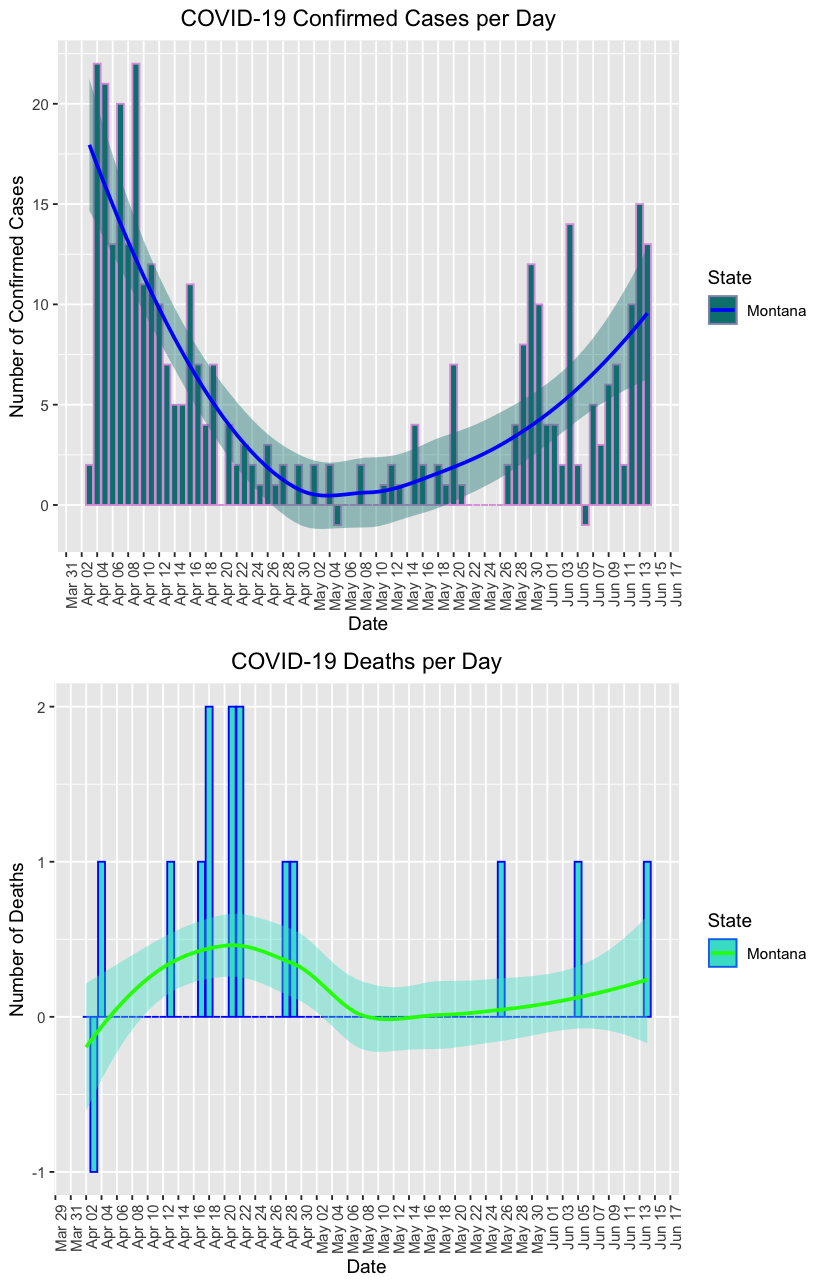 COVID-19 Confirmed Cases per Day
Number of Confirmed Cases
20
15
10
5
0
Mar 31
Apr 02
Apr 04
Apr 06
Apr 08
Apr 10
Apr 12
Apr 14
Apr 16
Apr 18
Apr 20
Apr 22
Apr 24
Apr 26
Apr 28
Apr 30
May 02
May 04
May 06
May 08
May 10
May 12
May 14
May 16
May 18
May 20
May 22
May 24
May 26
May 28
May 30
Jun 01
Jun 03
Jun 05
Jun 07
Jun 09
Jun 11
Jun 13
Jun 15
Jun 17
Date
State
Montana
COVID-19 Deaths per Day
Number of Deaths
2
1
0
-1
Mar 29
Mar 31
Apr 02
Apr 04
Apr 06
Apr 08
Apr 10
Apr 12
Apr 14
Apr 16
Apr 18
Apr 20
Apr 22
Apr 24
Apr 26
Apr 28
Apr 30
May 02
May 04
May 06
May 08
May 10
May 12
May 14
May 16
May 18
May 20
May 22
May 24
May 26
May 28
May 30
Jun 01
Jun 03
Jun 05
Jun 07
Jun 09
Jun 11
Jun 13
Jun 15
Jun 17
Date
State
Montana